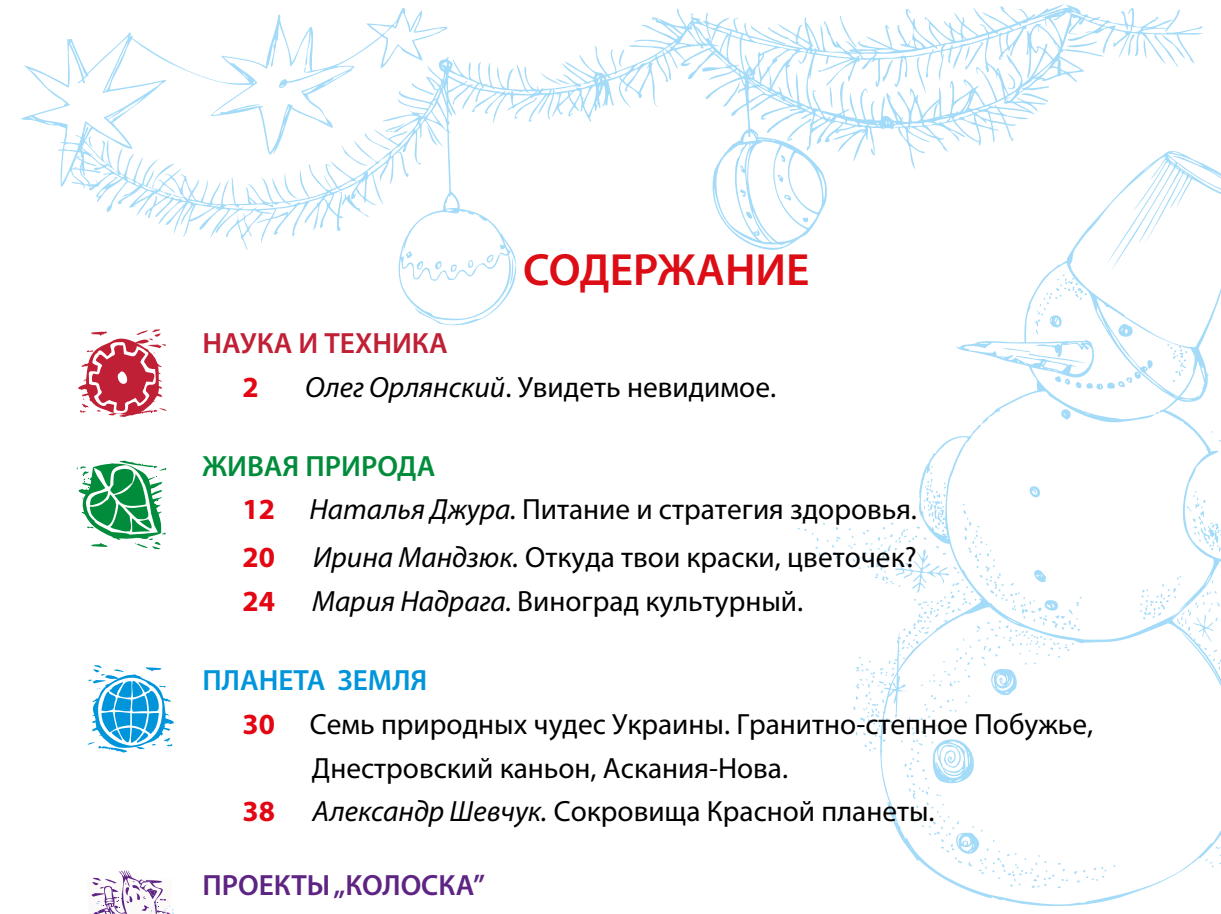 СОДЕРЖАНИЕ
НАУКА И ТЕХНИКА
2 Олег Орлянский. Увидеть невидимое.
ЖИВАЯ ПРИРОДА
12 Наталья Джура. Питание и стратегия здоровья.
20 Ирина Мандзюк. Откуда твои краски, цветочек?
24 Мария Надрага. Виноград культурный.
ПЛАНЕТА ЗЕМЛЯ
30 Семь природных чудес Украины. Гранитно-степное Побужье,
Днестровский каньон, Аскания-Нова.
38 Александр Шевчук. Сокровища Красной планеты.
ПРОЕКТЫ „КОЛОСКА”